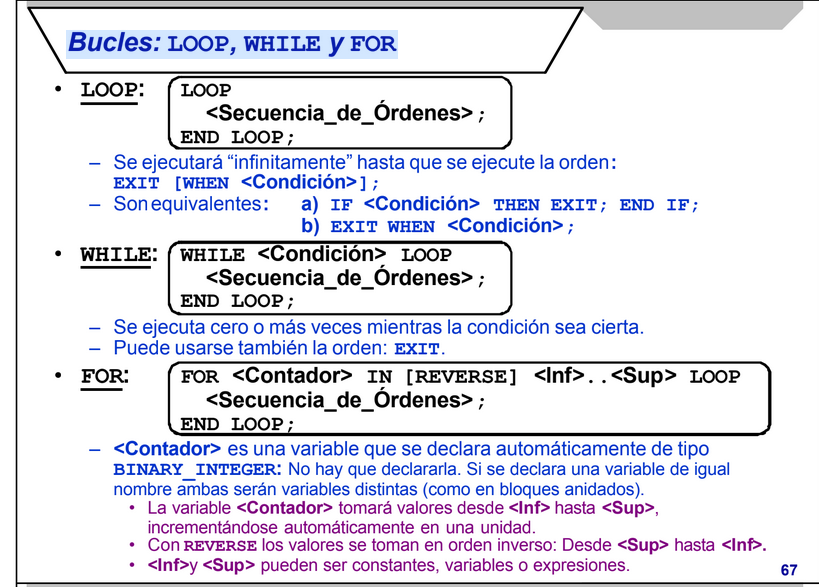 Bucles: LOOP, WHILE y FOR
• LOOP: LOOP
<Secuencia_de_Órdenes>;
END LOOP;
– Se ejecutará “infinitamente” hasta que se ejecute la orden:
EXIT [WHEN <Condición>];
– Son equivalentes: a) IF <Condición> THEN EXIT; END IF;
b) EXIT WHEN <Condición>;
• WHILE: WHILE <Condición> LOOP
<Secuencia_de_Órdenes>;
END LOOP;
– Se ejecuta cero o más veces mientras la condición sea cierta.
– Puede usarse también la orden: EXIT.
• FOR: FOR <Contador> IN [REVERSE] <Inf>..<Sup> LOOP
<Secuencia_de_Órdenes>;
END LOOP;
– <Contador> es una variable que se declara automáticamente de tipo
BINARY_INTEGER: No hay que declararla. Si se declara una variable de igual
nombre ambas serán variables distintas (como en bloques anidados).
• La variable <Contador> tomará valores desde <Inf> hasta <Sup>,
incrementándose automáticamente en una unidad.
• Con REVERSE los valores se toman en orden inverso: Desde <Sup> hasta <Inf>.
• <Inf>y <Sup> pueden ser constantes, variables o expresiones.
67